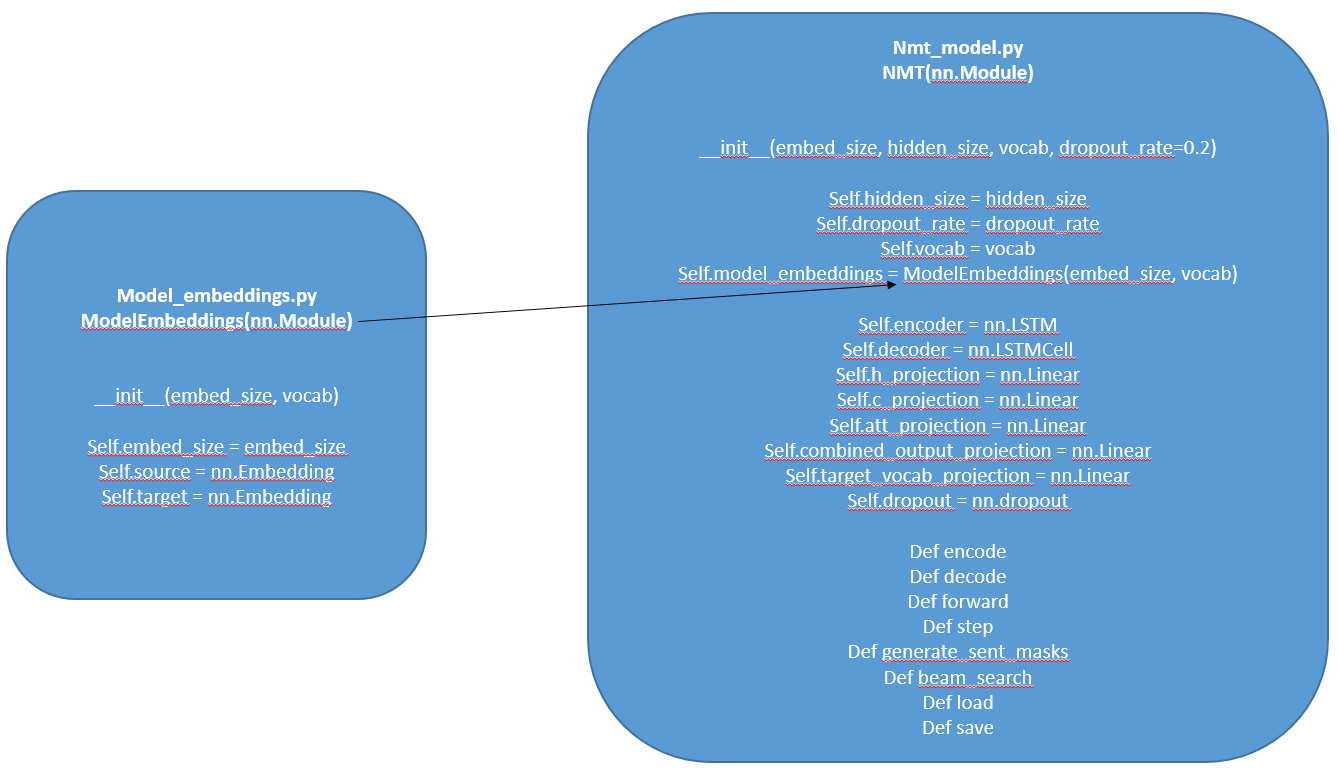 Model_embeddings.py
ModelEmbeddings(nn.Module)
__init__(embed_size, vocab)
Self.embed_size = embed_size
Self.source = nn.Embedding
Self.target = nn.Embedding
Nmt_model.py
NMT(nn.Module)
__init__(embed_size, hidden_size, vocab, dropout_rate=0.2)
Self.hidden_size = hidden_size
Self.dropout_rate = dropout_rate
Self.vocab = vocab
Self.model_embeddings = ModelEmbeddings(embed_size, vocab)
Self.encoder = nn.LSTM
Self.decoder = nn.LSTMCell
Self.h_projection = nn.Linear
Self.c_projection = nn.Linear
Self.att_projection = nn.Linear
Self.combined_output_projection = nn.Linear
Self.target_vocab_projection = nn.Linear
Self.dropout = nn.dropout
Def encode
Def decode
Def forward
Def step
Def generate_sent_masks
Def beam_search
Def load
Def save